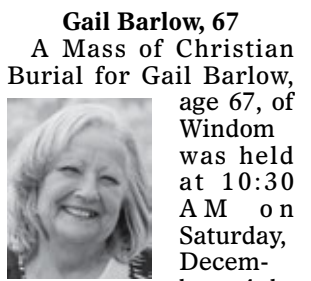 Gail Barlow, 67
A Mass of Christian
Burial for Gail Barlow,
age 67, of
Windom
was held
at 10:30
AM on
Saturday,
Decem-